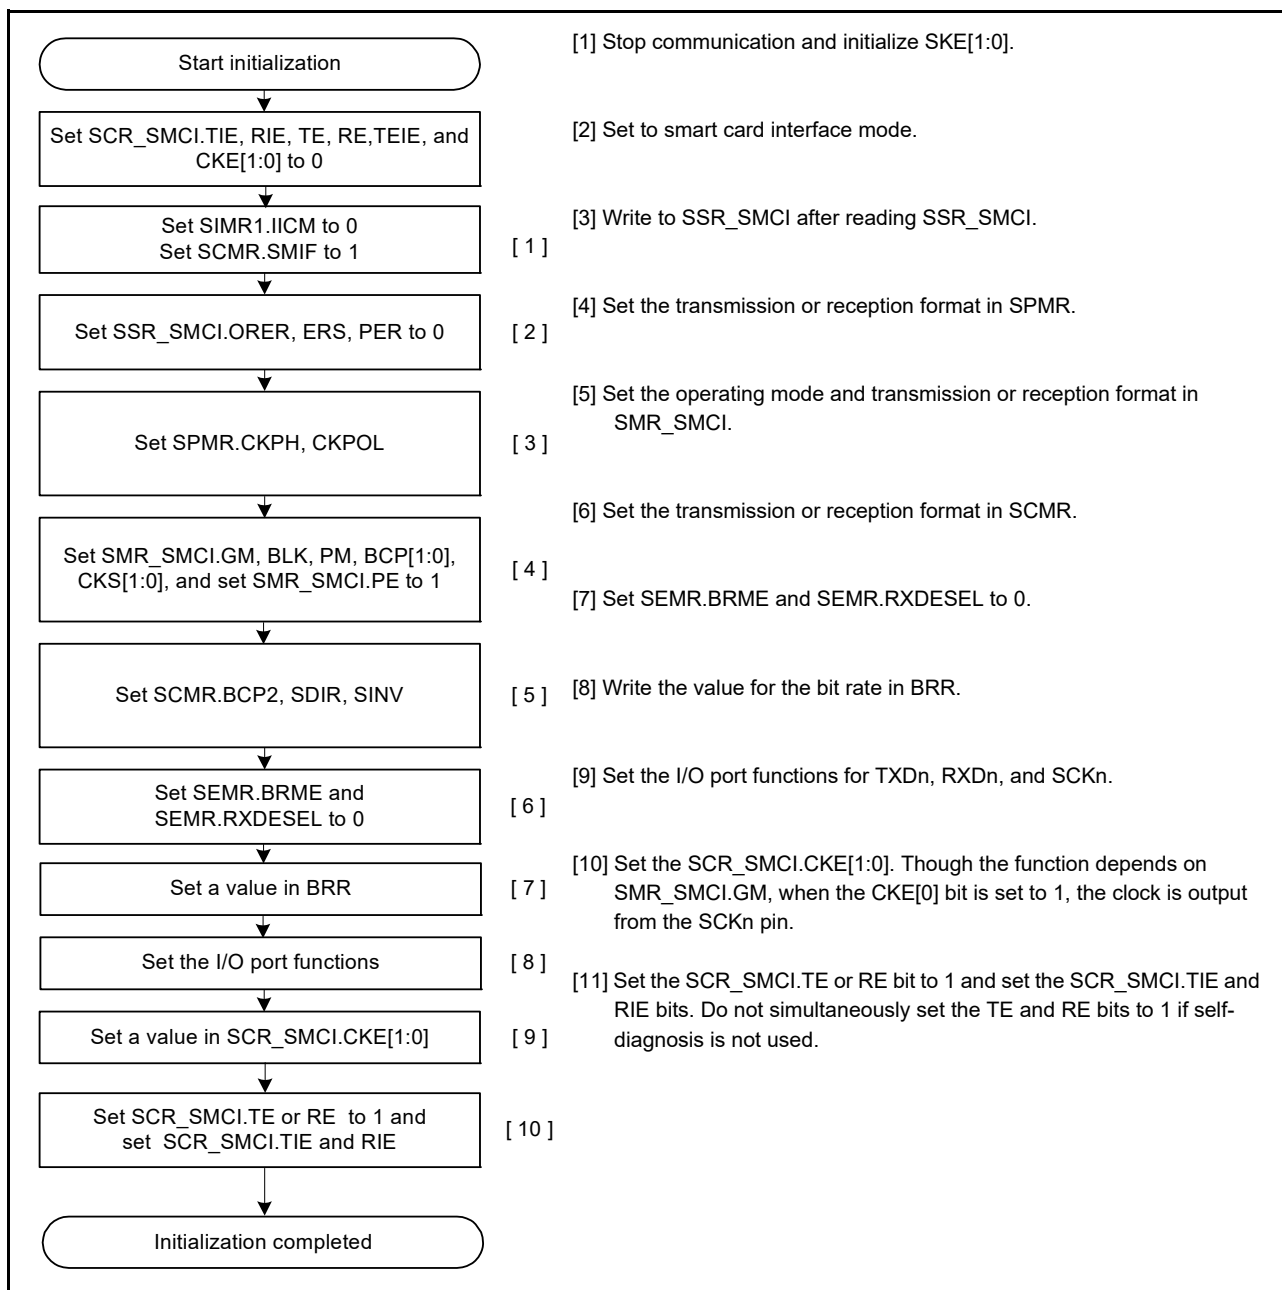 Start initialization
Set SCR_SMCI.TIE, RIE, TE, RE,TEIE, and
CKE[1:0] to 0
Set SIMR1.IICM to 0
Set SCMR.SMIF to 1
[ 1 ]
Set SSR_SMCI.ORER, ERS, PER to 0
[ 2 ]
Set SPMR.CKPH, CKPOL
[ 3 ]
Set SMR_SMCI.GM, BLK, PM, BCP[1:0],
CKS[1:0], and set SMR_SMCI.PE to 1
[ 4 ]
Set SCMR.BCP2, SDIR, SINV
[ 5 ]
Set SEMR.BRME and
SEMR.RXDESEL to 0
[ 6 ]
Set a value in BRR
[ 7 ]
Set the I/O port functions
[ 8 ]
Set a value in SCR_SMCI.CKE[1:0]
[ 9 ]
Set SCR_SMCI.TE or RE to 1 and
set SCR_SMCI.TIE and RIE
[ 10 ]
Initialization completed
[1] Stop communication and initialize SKE[1:0].
[2] Set to smart card interface mode.
[3] Write to SSR_SMCI after reading SSR_SMCI.
[4] Set the transmission or reception format in SPMR.
[5] Set the operating mode and transmission or reception format in
SMR_SMCI.
[6] Set the transmission or reception format in SCMR.
[7] Set SEMR.BRME and SEMR.RXDESEL to 0.
[8] Write the value for the bit rate in BRR.
[9] Set the I/O port functions for TXDn, RXDn, and SCKn.
[10] Set the SCR_SMCI.CKE[1:0]. Though the function depends on
SMR_SMCI.GM, when the CKE[0] bit is set to 1, the clock is output
from the SCKn pin.
[11] Set the SCR_SMCI.TE or RE bit to 1 and set the SCR_SMCI.TIE and
RIE bits. Do not simultaneously set the TE and RE bits to 1 if self-
diagnosis is not used.